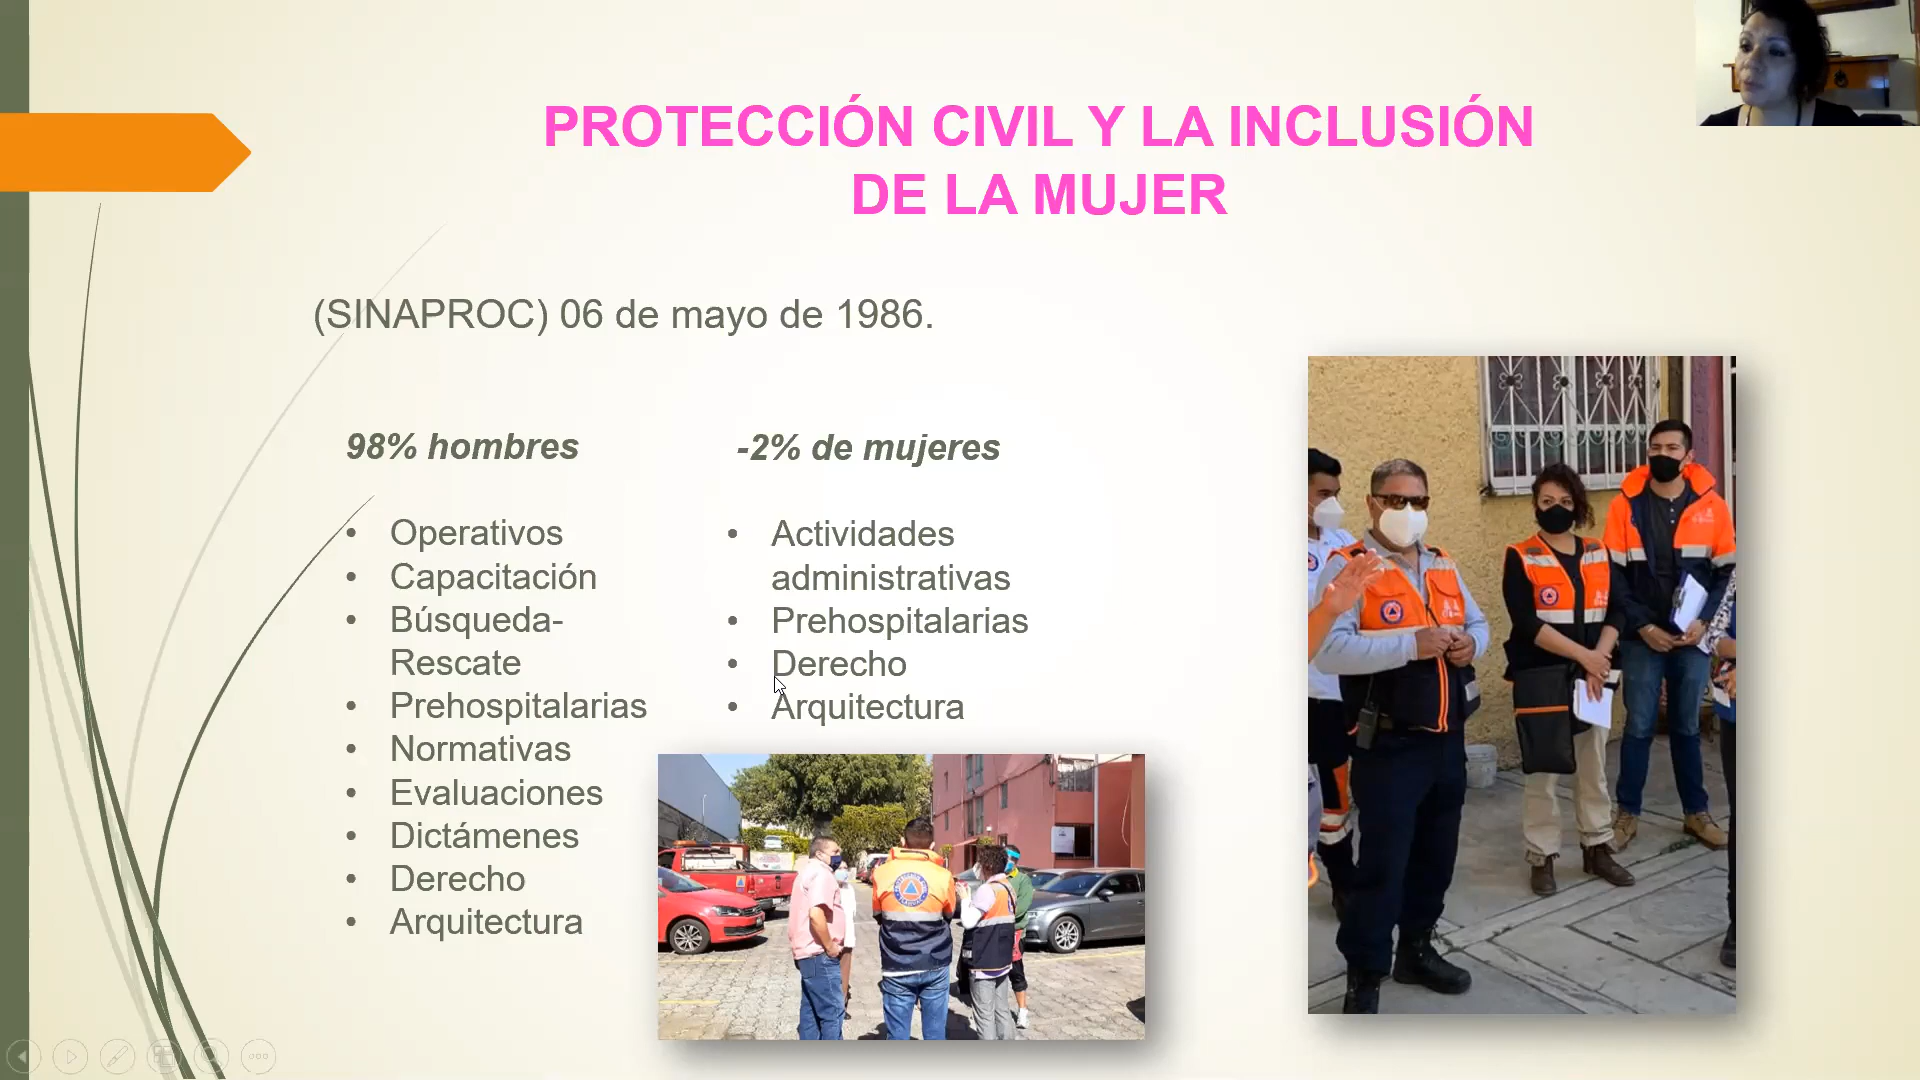 PROTECCIÓN CIVIL Y LA INCLUSIÓN
DE LA MUJER
(SINAPROC) 06 de mayo de 1986.
98% hombres
• Operativos
• Capacitación
• Búsqueda-
Rescate
• Prehospitalarias
• Normativas
• Evaluaciones
• Dictámenes
• Derecho
• Arquitectura
-2% de mujeres
• Actividades
administrativas
• Prehospitalarias
• Derecho
• Arquitectura